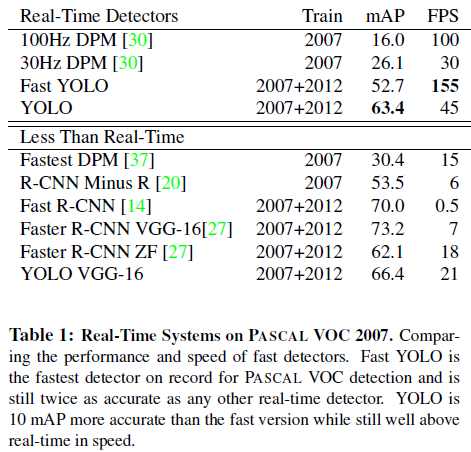 Real-Time Detectors Train mAP FPS
100Hz DPM [30] 2007 16.0 100
30Hz DPM [30] 2007 26.1 30
Fast YOLO 2007+2012 52.7 155
YOLO 2007+2012 63.4 45
Less Than Real-Time
Fastest DPM [37] 2007 30.4 15
R-CNN Minus R [20] 2007 53.5 6
Fast R-CNN [14] 2007+2012 70.0 0.5
Faster R-CNN VGG-16[27] 2007+2012 73.2 7
Faster R-CNN ZF [27] 2007+2012 62.1 18
YOLO VGG-16 2007+2012 66.4 21
Table 1: Real-Time Systems on PASCAL VOC 2007. Compar-
ing the performance and speed of fast detectors. Fast YOLO is
the fastest detector on record for PASCAL VOC detection and is
still twice as accurate as any other real-time detector. YOLO is
10 mAP more accurate than the fast version while still well above
real-time in speed.